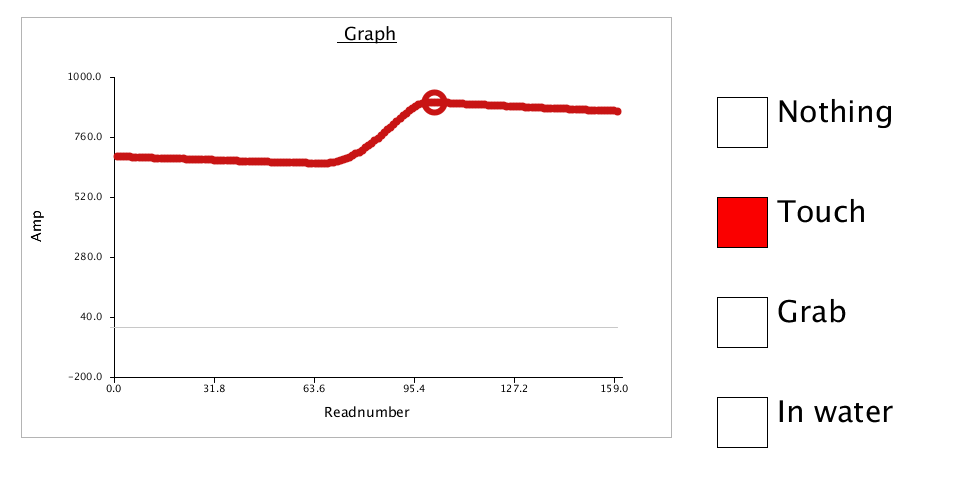 Graph
1000.0
760.0
520.0
280.0
40.0
-200.0
Amp
0.0 31.8 63.6 95.4 127.2 159.0
Readnumber
Nothing
Touch
Grab
In water